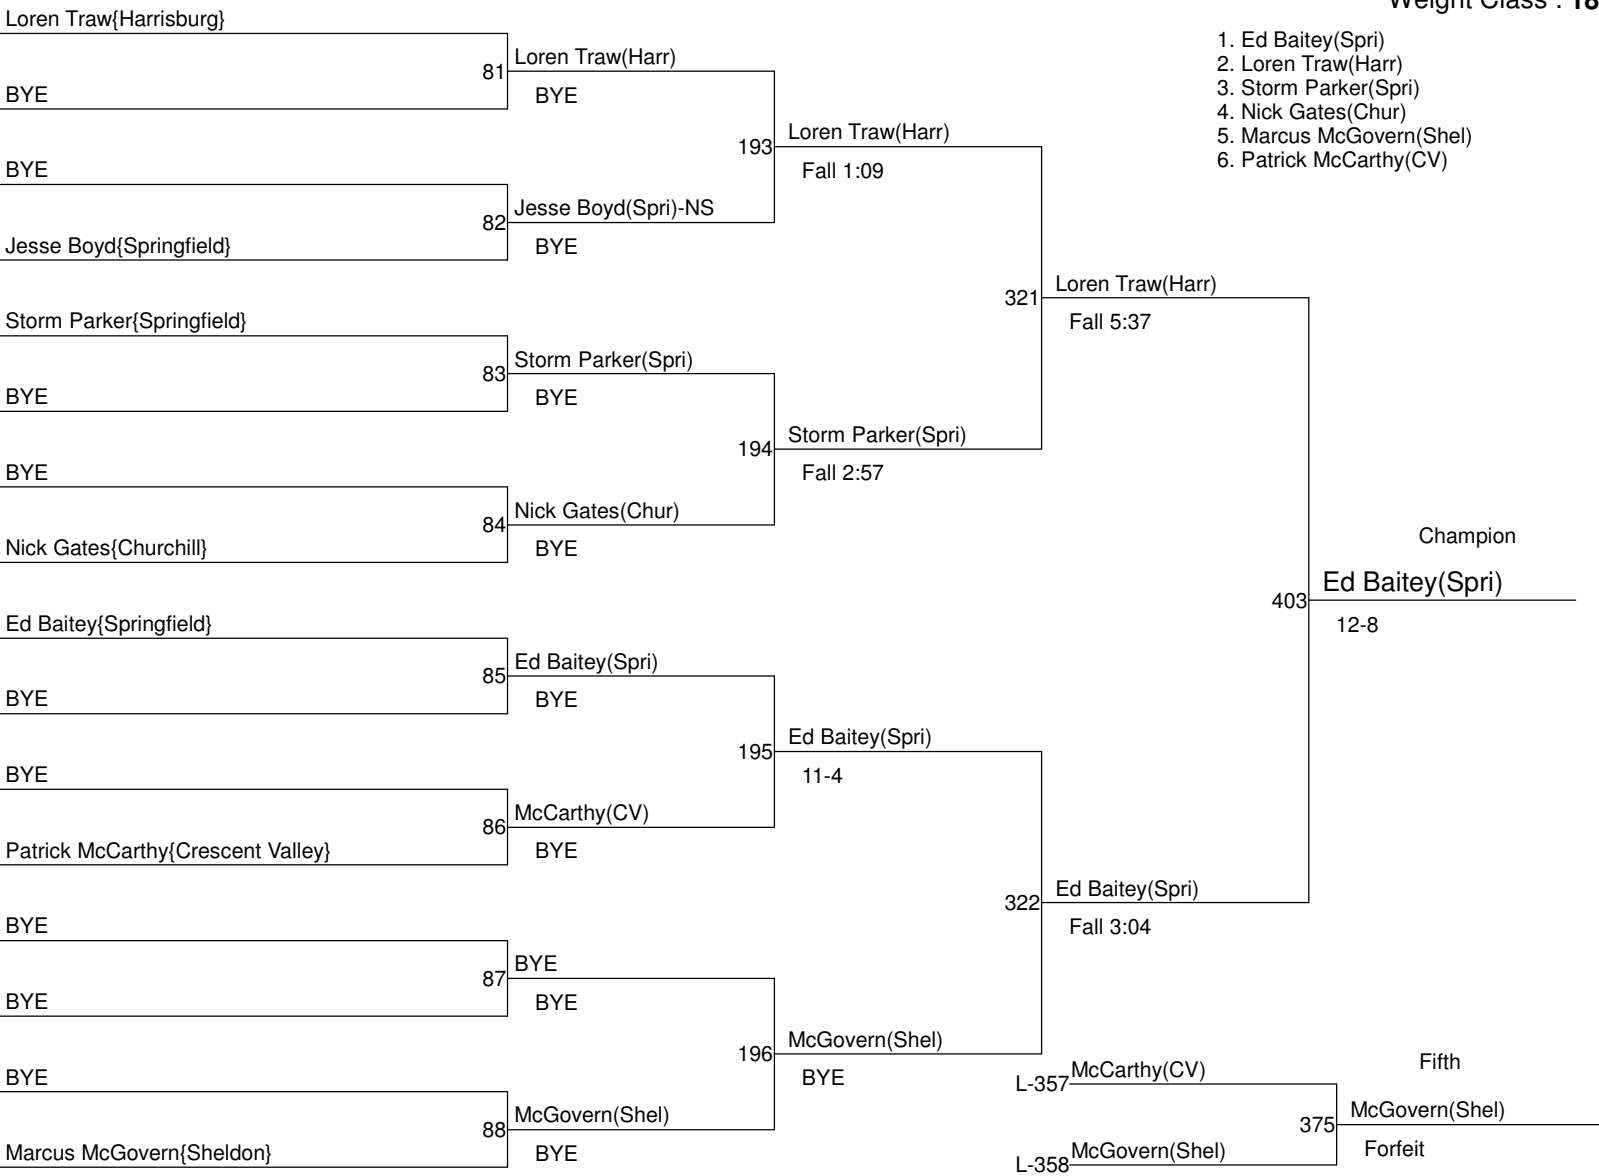 Weight Class : 18
1. Ed Baitey(Spri)
2. Loren Traw(Harr)
3. Storm Parker(Spri)
4. Nick Gates(Chur)
5. Marcus McGovern(Shel)
6. Patrick McCarthy(CV)
Loren Traw{Harrisburg}
81
BYE
Loren Traw(Harr)
BYE
193
BYE
82
Jesse Boyd{Springfield}
Jesse Boyd(Spri)-NS
BYE
Loren Traw(Harr)
Fall 1:09
321
Storm Parker{Springfield}
83
BYE
Storm Parker(Spri)
BYE
194
BYE
84
Nick Gates{Churchill}
Nick Gates(Chur)
BYE
Storm Parker(Spri)
Fall 2:57
Loren Traw(Harr)
Fall 5:37
403
Champion
Ed Baitey(Spri)
12-8
Ed Baitey{Springfield}
85
BYE
Ed Baitey(Spri)
BYE
195
BYE
86
Patrick McCarthy{Crescent Valley}
McCarthy(CV)
BYE
Ed Baitey(Spri)
11-4
322
Ed Baitey(Spri)
Fall 3:04
BYE
87
BYE
BYE
BYE
196
BYE
88
Marcus McGovern{Sheldon}
McGovern(Shel)
BYE
McGovern(Shel)
BYE
L-357
McCarthy(CV)
375
L-358
McGovern(Shel)
Fifth
McGovern(Shel)
Forfeit